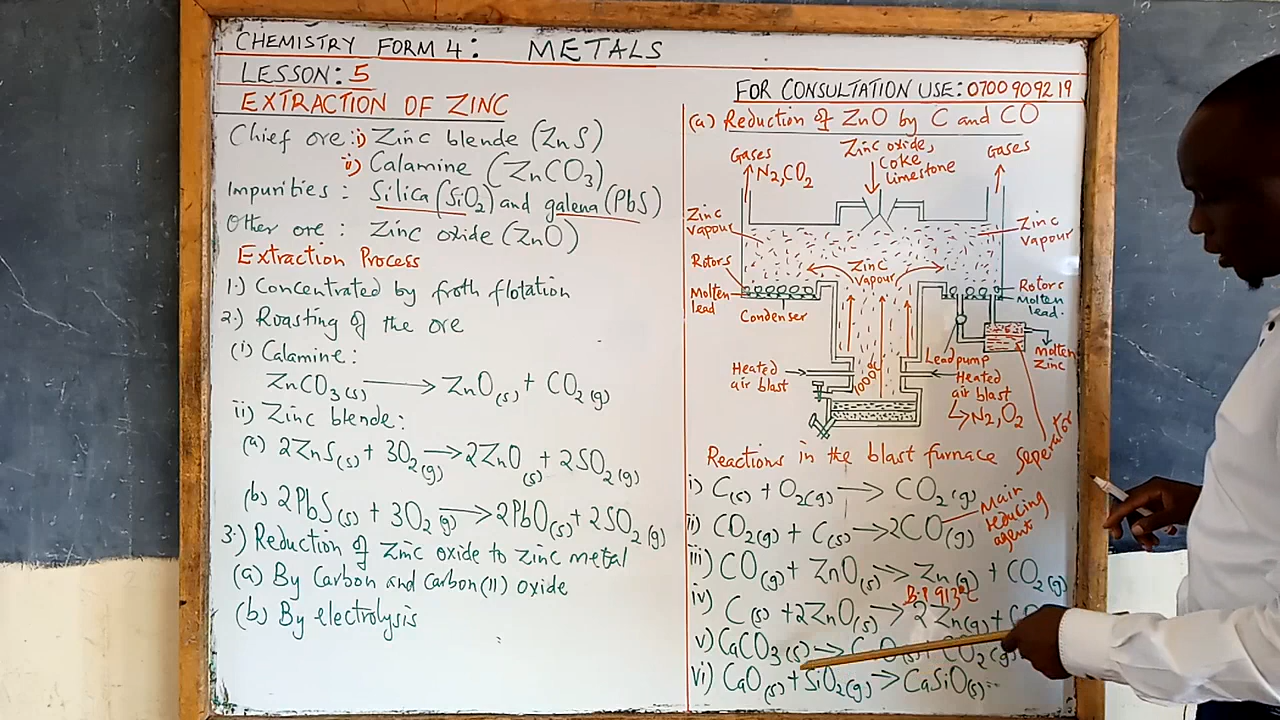 CHEMISTRY FORM 4: METALS
LESSON: 5
FOR CONSULTATION USE: 0700 909219
EXTRACTION OF ZINC
Chief ore: i) Zinc blende (ZnS)
ii) Calamine (ZnCO3)
Impurities: Silica (SiO2) and galena (PbS)
Other ore: Zinc oxide (ZnO)
Extraction Process
1.) Concentrated by froth flotation
2.) Roasting of the ore
(i) Calamine:
ZnCO3(s) → ZnO(s) + CO2(g)
ii) Zinc blende:
(a) 2ZnS(s) + 3O2(g) → 2ZnO(s) + 2SO2(g)
(b) 2PbS(s) + 3O2(g) → 2PbO(s) + 2SO2(g)
3.) Reduction of Zinc oxide to zinc metal
(a) By Carbon and Carbon(II) oxide
(b) By electrolysis
(a) Reduction of ZnO by C and CO
Gases
N2, CO2
Zinc oxide,
Coke
limestone
Gases
Zinc
vapour
Zinc
vapour
Zinc
vapour
Rotors
Molten
lead
Condenser
Rotors
Molten
lead.
Lead pump
Molten
Zinc
Heated
air blast
1000°C
Heated
air blast
→ N2, O2
Seperator
Reactions in the blast furnace
i) C(s) + O2(g) → CO2(g)
ii) CO2(g) + C(s) → 2CO(g)
Main
reducing
agent
iii) CO(g) + ZnO(s) → Zn(g) + CO2(g)
B.P 913°C
iv) C(s) + 2ZnO(s) → 2Zn(g) + C
v) CaCO3(s) → C O(s) + CO2(g)
vi) CaO(s) + SiO2(g) → CaSiO(s)